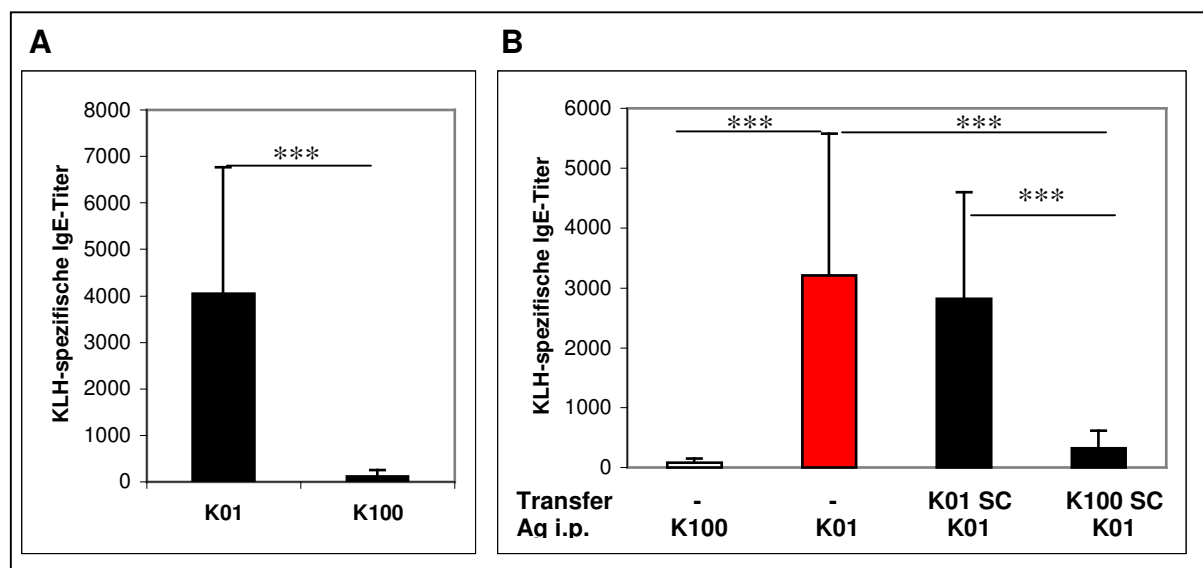 A
KLH-spezifische IgE-Titer
8000
7000
6000
5000
4000
3000
2000
1000
0
***
K01 K100
B
KLH-spezifische IgE-Titer
6000
5000
4000
3000
2000
1000
0
*** ***
***
Transfer - - K01 SC K100 SC
Ag i.p. K100 K01 K01 K01